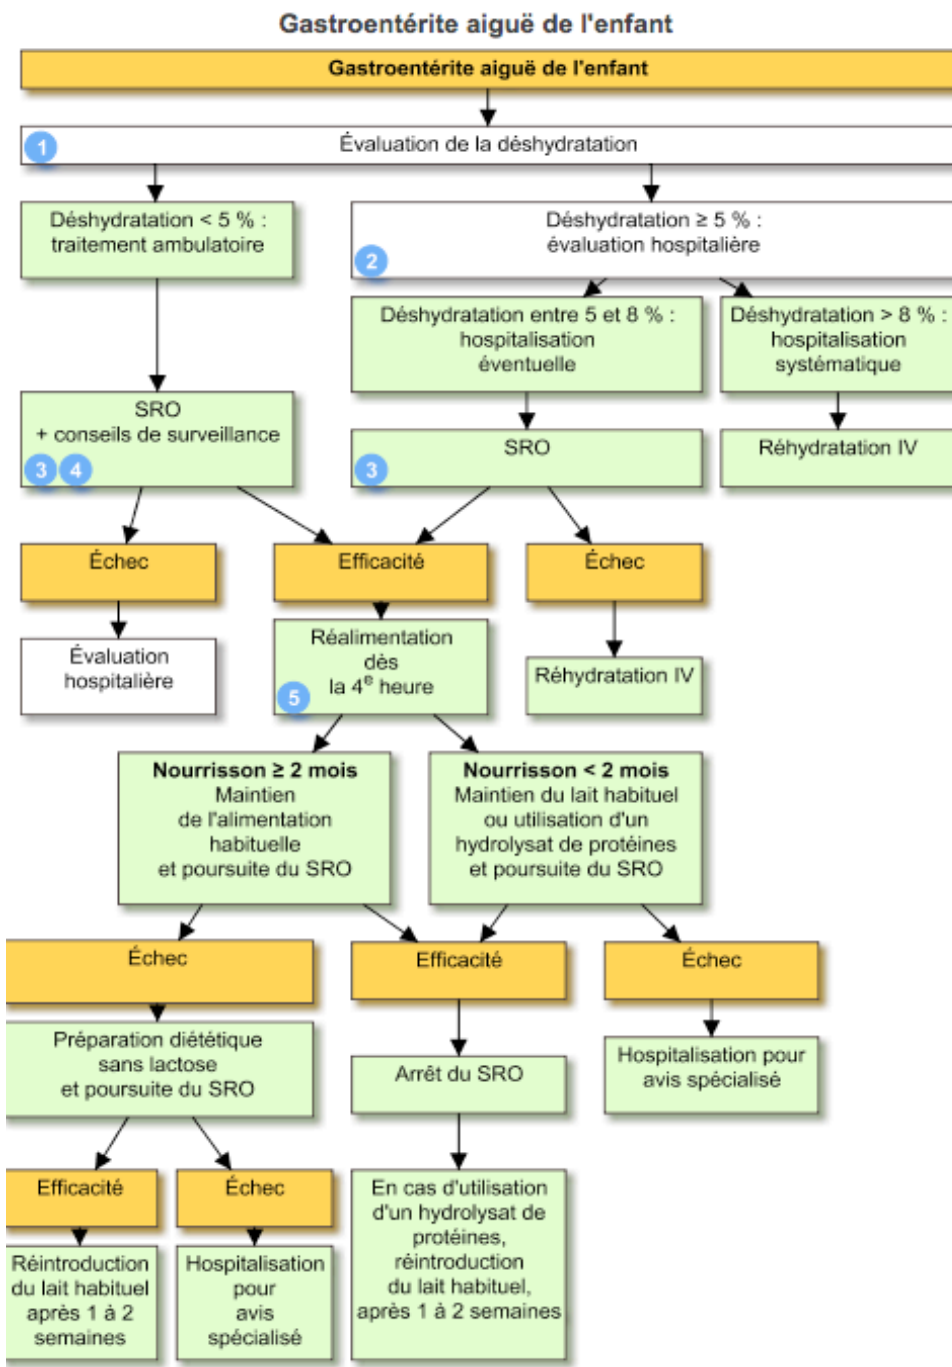 Gastroentérite aiguë de l'enfant
Gastroentérite aiguë de l'enfant
1
Évaluation de la déshydratation
Déshydratation < 5 % :
traitement ambulatoire
Déshydratation ≥ 5 % :
évaluation hospitalière
2
Déshydratation entre 5 et 8 % :
hospitalisation
éventuelle
Déshydratation > 8 % :
hospitalisation
systématique
SRO
+ conseils de surveillance
3 4
SRO
3
Réhydratation IV
Échec
Efficacité
Échec
Évaluation
hospitalière
Réalimentation
dès
la 4e heure
5
Réhydratation IV
Nourrisson ≥ 2 mois
Maintien
de l'alimentation
habituelle
et poursuite du SRO
Nourrisson < 2 mois
Maintien du lait habituel
ou utilisation d'un
hydrolysat de protéines
et poursuite du SRO
Échec
Efficacité
Échec
Préparation diététique
sans lactose
et poursuite du SRO
Arrêt du SRO
Hospitalisation pour
avis spécialisé
Efficacité
Échec
En cas d'utilisation
d'un hydrolysat de
protéines,
réintroduction
du lait habituel,
après 1 à 2 semaines
Réintroduction
du lait habituel
après 1 à 2
semaines
Hospitalisation
pour
avis
spécialisé